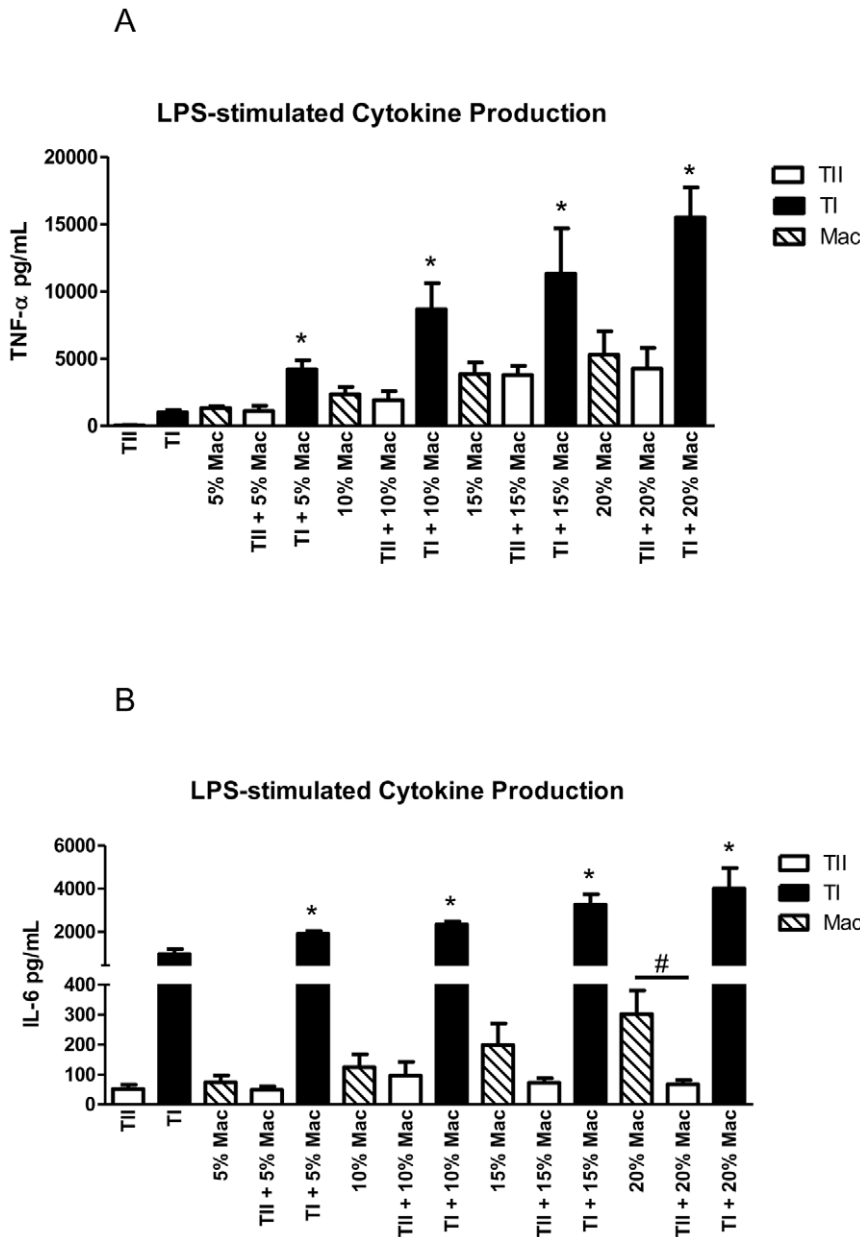 A
LPS-stimulated Cytokine Production
TNF-α pg/mL
20000
15000
10000
5000
0
*
*
*
*
TII
TI
Mac
TII
TI
5% Mac
TII + 5% Mac
TI + 5% Mac
10% Mac
TII + 10% Mac
TI + 10% Mac
15% Mac
TII + 15% Mac
TI + 15% Mac
20% Mac
TII + 20% Mac
TI + 20% Mac
B
LPS-stimulated Cytokine Production
IL-6 pg/mL
6000
4000
2000
400
300
200
100
0
*
*
*
*
#
TII
TI
Mac
TII
TI
5% Mac
TII + 5% Mac
TI + 5% Mac
10% Mac
TII + 10% Mac
TI + 10% Mac
15% Mac
TII + 15% Mac
TI + 15% Mac
20% Mac
TII + 20% Mac
TI + 20% Mac